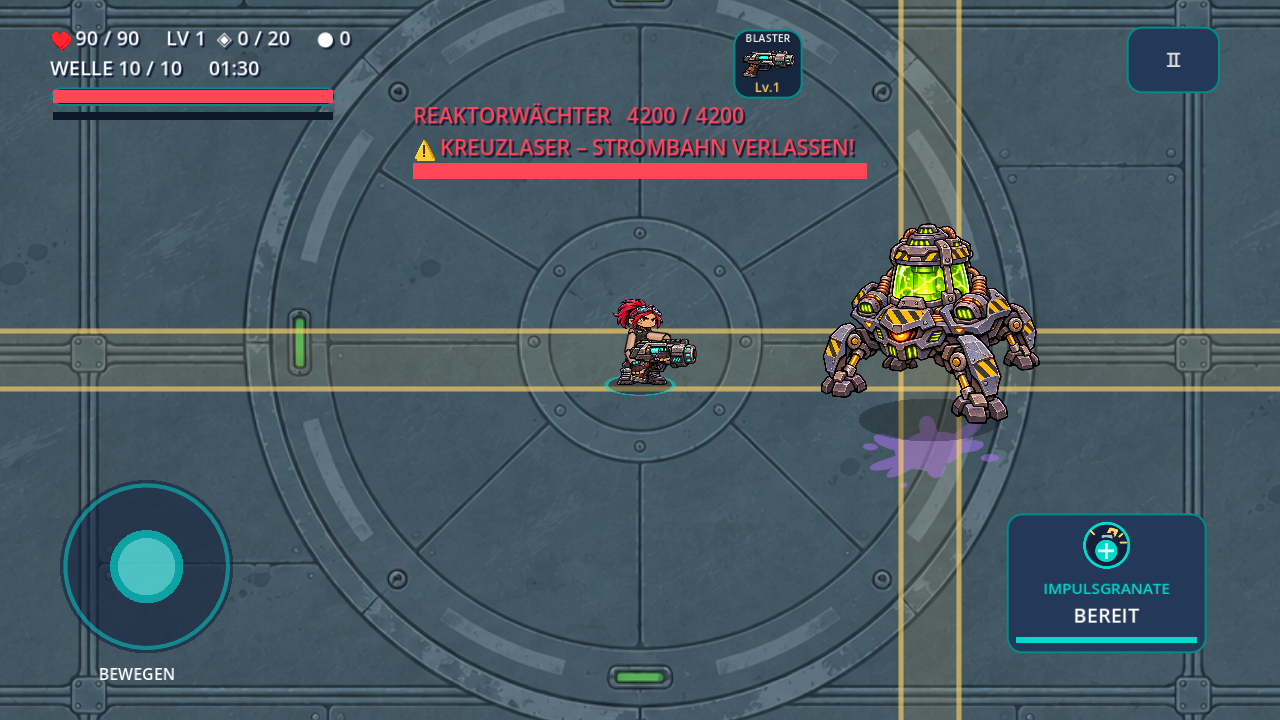 90 / 90 LV 1 ◈ 0 / 20 ● 0
WELLE 10 / 10 01:30
BLASTER
Lv.1
II
REAKTORWÄCHTER 4200 / 4200
⚠ KREUZLASER – STROMBAHN VERLASSEN!
BEWEGEN
IMPULSGRANATE
BEREIT